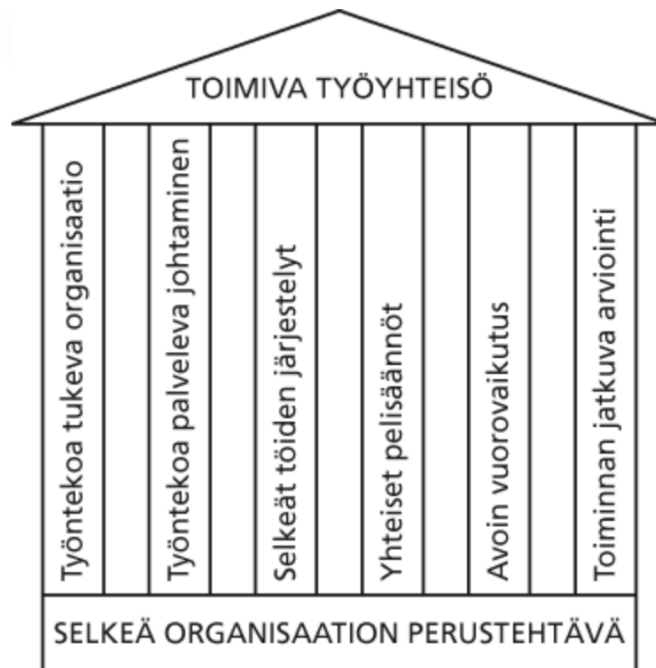 TOIMIVA TYÖYHTEISÖ
Työntekoa tukeva organisaatio
Työntekoa palveleva johtaminen
Selkeät töiden järjestelyt
Yhteiset pelisäännöt
Avoin vuorovaikutus
Toiminnan jatkuva arviointi
SELKEÄ ORGANISAATION PERUSTEHTÄVÄ